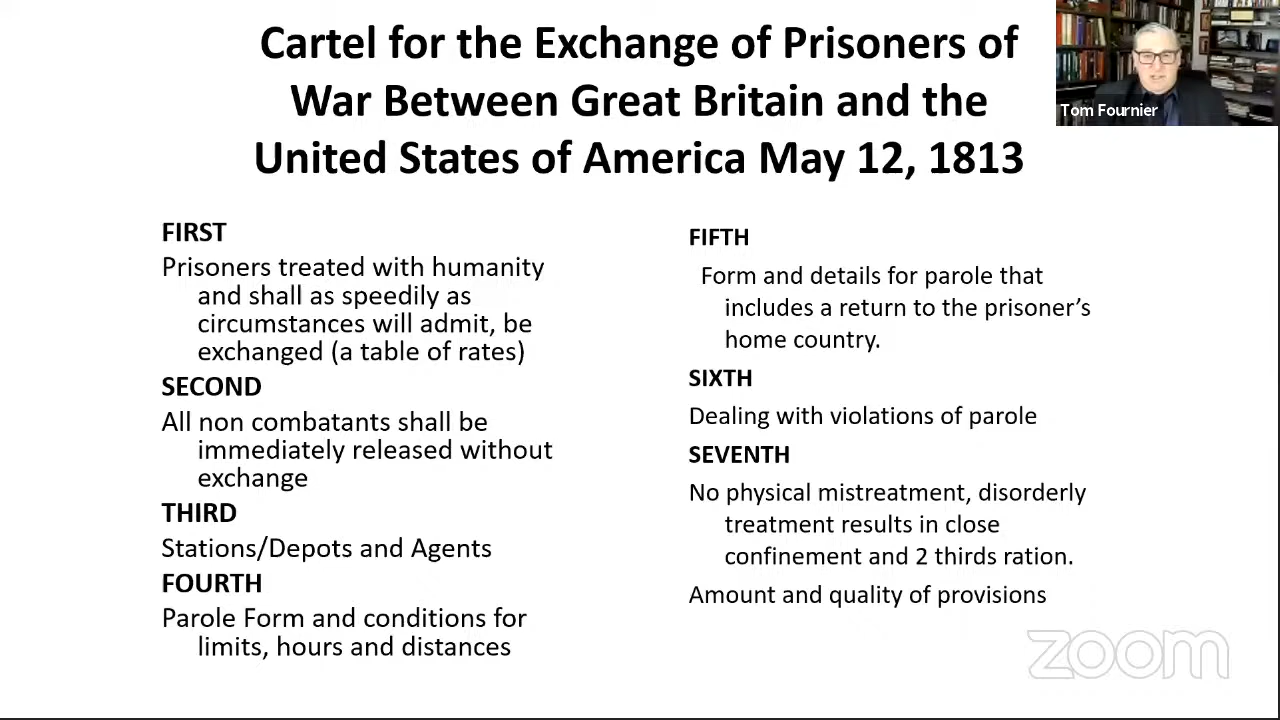 Cartel for the Exchange of Prisoners of
War Between Great Britain and the
United States of America May 12, 1813
Tom Fournier
FIRST
Prisoners treated with humanity
and shall as speedily as
circumstances will admit, be
exchanged (a table of rates)
SECOND
All non combatants shall be
immediately released without
exchange
THIRD
Stations/Depots and Agents
FOURTH
Parole Form and conditions for
limits, hours and distances
FIFTH
Form and details for parole that
includes a return to the prisoner’s
home country.
SIXTH
Dealing with violations of parole
SEVENTH
No physical mistreatment, disorderly
treatment results in close
confinement and 2 thirds ration.
Amount and quality of provisions
zoom